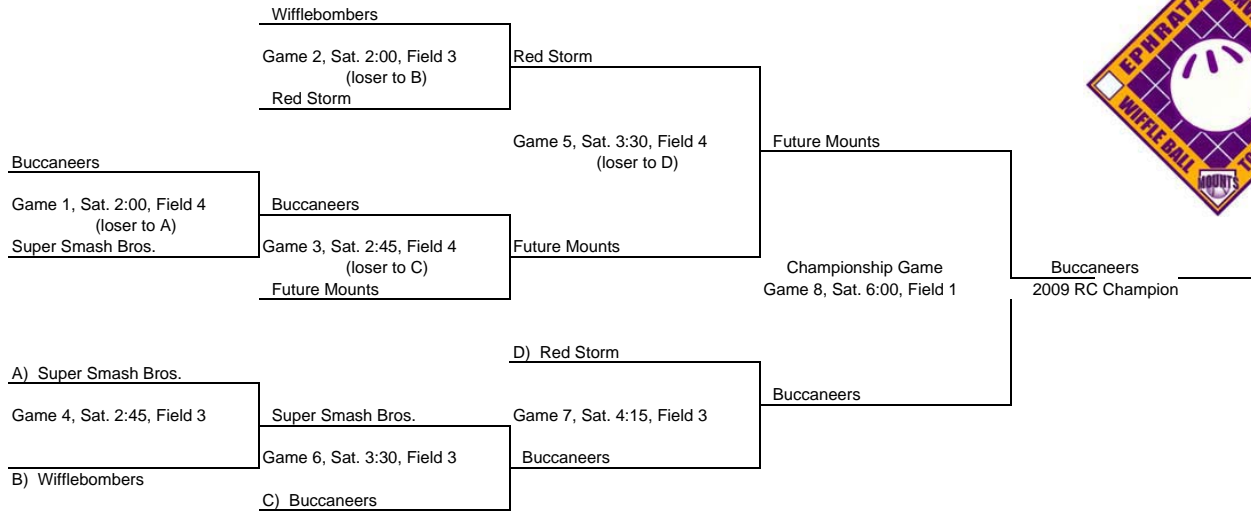 Wifflebombers
Game 2, Sat. 2:00, Field 3
(loser to B)
Red Storm
Red Storm
Game 5, Sat. 3:30, Field 4
(loser to D)
Future Mounts
Buccaneers
Game 1, Sat. 2:00, Field 4
(loser to A)
Super Smash Bros.
Buccaneers
Game 3, Sat. 2:45, Field 4
(loser to C)
Future Mounts
Future Mounts
Championship Game
Game 8, Sat. 6:00, Field 1
Buccaneers
2009 RC Champion
A) Super Smash Bros.
Game 4, Sat. 2:45, Field 3
B) Wifflebombers
Super Smash Bros.
Game 6, Sat. 3:30, Field 3
C) Buccaneers
D) Red Storm
Game 7, Sat. 4:15, Field 3
Buccaneers
Buccaneers
EPHRATA
WIFFLE BALL
MOUNTS